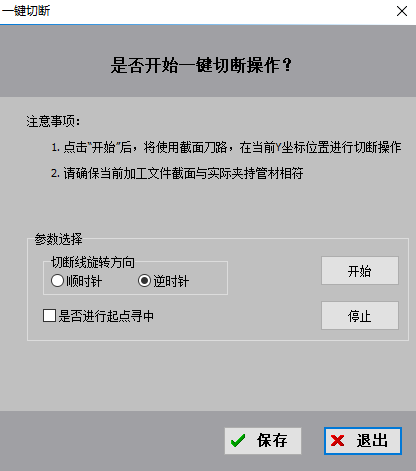 一键切断
是否开始一键切断操作？
注意事项：
1. 点击"开始"后，将使用截面刀路，在当前Y坐标位置进行切断操作
2. 请确保当前加工文件截面与实际夹持管材相符
参数选择
切断线旋转方向
顺时针 逆时针
开始
是否进行起点寻中
停止
保存 退出